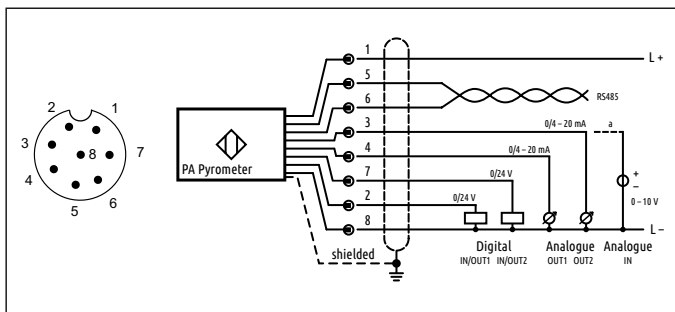 1
L +
2
1
5
RS485
6
3
0/4 – 20 mA
a
3
8
7
4
0/4 – 20 mA
+
–
PA Pyrometer
4
7
0/24 V
0 – 10 V
6
5
2
0/24 V
8
L –
shielded
Digital
Analogue
Analogue
IN/OUT1 IN/OUT2
OUT1 OUT2
IN